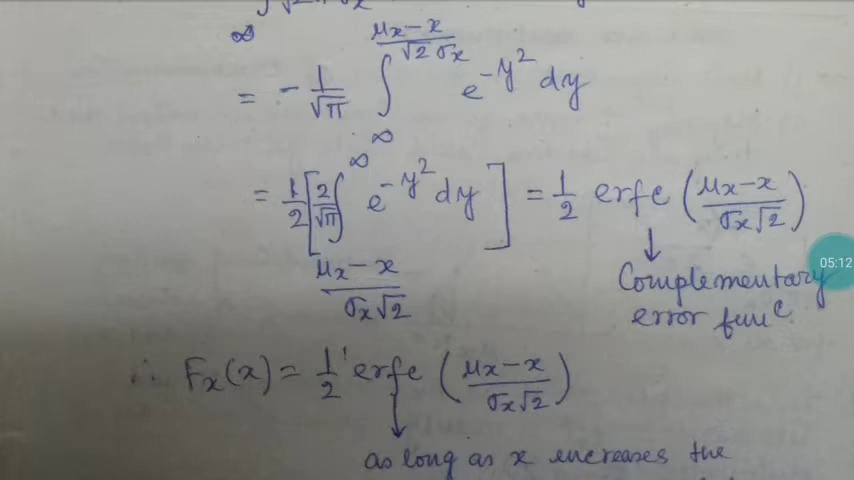 ∞
μx − x / √2 σx
= − 1/√π ∫ e^−y² dy
∞
= 1/2 [ 2/√π ∫^∞ e^−y² dy ] = 1/2 erfc ( μx − x / σx√2 )
μx − x / σx√2
Complementary
error func
05:12
∴ Fx(x) = 1/2 erfc ( μx − x / σx√2 )
as long as x increases the